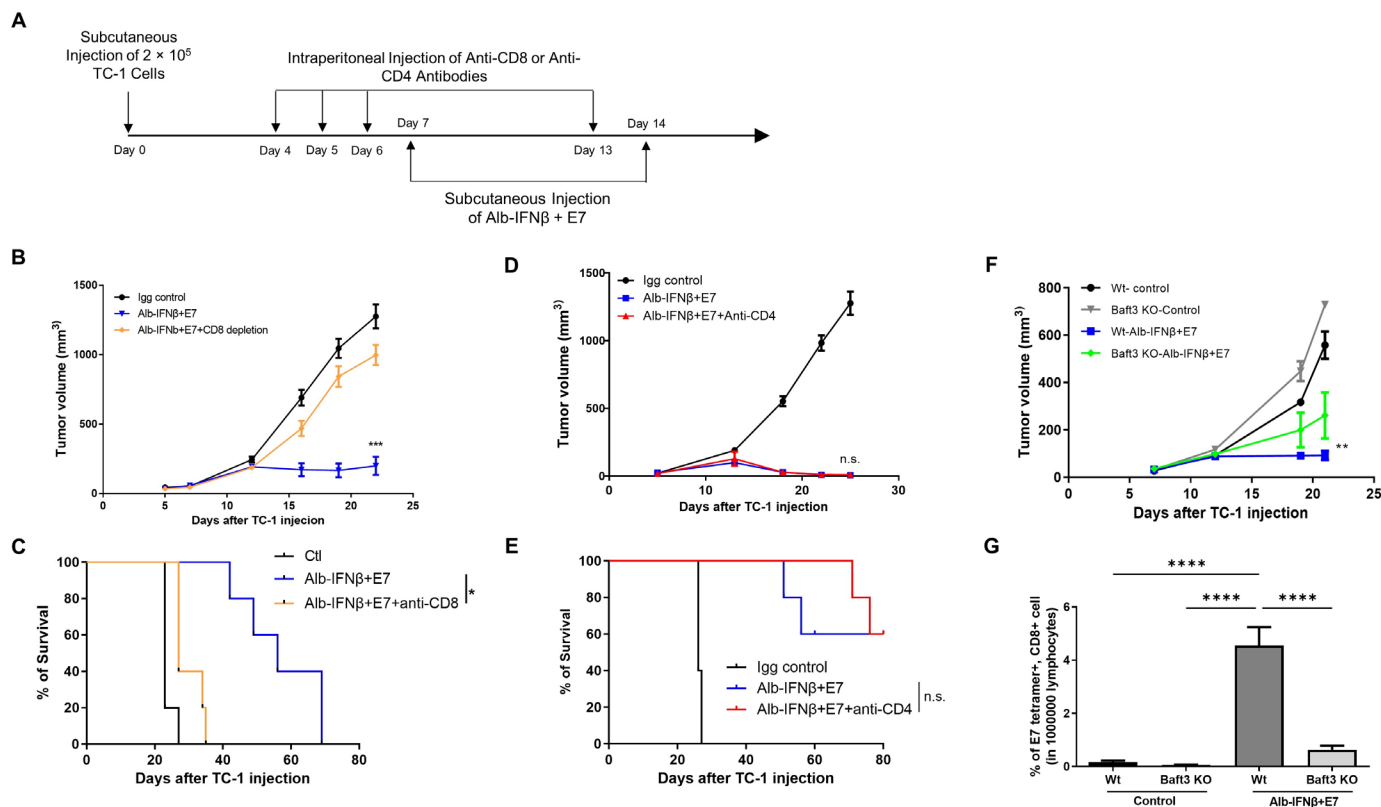 A
Subcutaneous
Injection of 2 × 10⁵
TC-1 Cells
Intraperitoneal Injection of Anti-CD8 or Anti-
CD4 Antibodies
Day 7
Day 14
Day 0
Day 4
Day 5
Day 6
Day 13
Subcutaneous Injection
of Alb-IFNβ + E7
B
Igg control
Alb-IFNβ+E7
Alb-IFNb+E7+CD8 depletion
Tumor volume (mm³)
1500
1000
500
0
***
0 5 10 15 20 25
Days after TC-1 injecion
C
Ctl
Alb-IFNβ+E7
Alb-IFNβ+E7+anti-CD8
*
% of Survival
100
80
60
40
20
0
0 20 40 60 80
Days after TC-1 injection
D
Igg control
Alb-IFNβ+E7
Alb-IFNβ+E7+Anti-CD4
Tumor volume (mm³)
1500
1000
500
0
n.s.
0 10 20 30
Days after TC-1 injection
E
Igg control
Alb-IFNβ+E7
Alb-IFNβ+E7+anti-CD4
n.s.
% of Survival
100
80
60
40
20
0
0 20 40 60 80
Days after TC-1 injection
F
Wt- control
Baft3 KO-Control
Wt-Alb-IFNβ+E7
Baft3 KO-Alb-IFNβ+E7
Tumor volume (mm³)
800
600
400
200
0
**
0 5 10 15 20 25
Days after TC-1 injection
G
****
**** ****
% of E7 tetramer+, CD8+ cell
(in 1000000 lymphocytes)
6
4
2
0
Wt Baft3 KO Wt Baft3 KO
Control Alb-IFNβ+E7